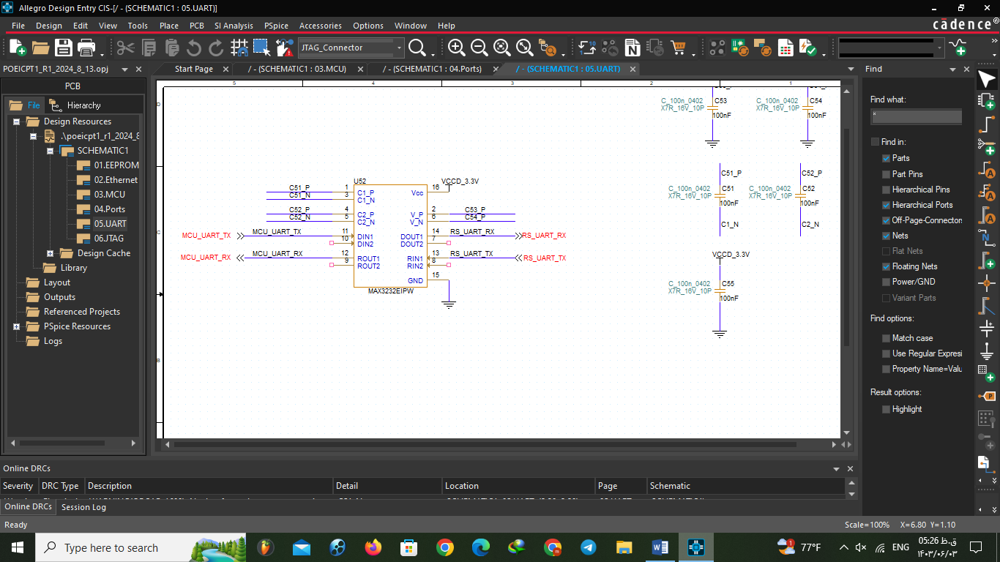 Allegro Design Entry CIS-[/ - (SCHEMATIC1 : 05.UART)]
File Design Edit View Tools Place PCB SI Analysis PSpice Accessories Options Window Help
cadence®
JTAG_Connector
POEICPT1_R1_2024_8_13.opj
Start Page
/ - (SCHEMATIC1 : 03.MCU)
/ - (SCHEMATIC1 : 04.Ports)
/ - (SCHEMATIC1 : 05.UART)
PCB
File Hierarchy
Design Resources
.\poeicpt1_r1_2024_8
SCHEMATIC1
01.EEPROM
02.Ethernet
03.MCU
04.Ports
05.UART
06.JTAG
Design Cache
Library
Layout
Outputs
Referenced Projects
PSpice Resources
Logs
5 4 3 2 1
D
C
B
C_100n_0402
X7R_16V_10P
C53
100nF
C_100n_0402
X7R_16V_10P
C54
100nF
U52
VCCD_3.3V
C51_P
C51_N
C52_P
C52_N
MCU_UART_TX
MCU_UART_TX
MCU_UART_RX
MCU_UART_RX
1
3
4
5
11
10
12
9
C1_P
C1_N
C2_P
C2_N
DIN1
DIN2
ROUT1
ROUT2
Vcc
V_P
V_N
DOUT1
DOUT2
RIN1
RIN2
GND
16
2
6
14
7
13
8
15
C53_P
C54_P
RS_UART_RX
RS_UART_RX
RS_UART_TX
RS_UART_TX
MAX3232EIPW
C51_P
C_100n_0402
X7R_16V_10P
C51
100nF
C1_N
C52_P
C_100n_0402
X7R_16V_10P
C52
100nF
C2_N
VCCD_3.3V
C_100n_0402
X7R_16V_10P
C55
100nF
Find
Find what:
*
Find in:
Parts
Part Pins
Hierarchical Pins
Hierarchical Ports
Off-Page-Connectors
Nets
Flat Nets
Floating Nets
Power/GND
Variant Parts
Find options:
Match case
Use Regular Expressi
Property Name=Valu
Result options:
Highlight
Online DRCs
Severity DRC Type Description Detail Location Page Schematic
Online DRCs Session Log
Ready
Scale=100% X=6.80 Y=1.10
Type here to search
77°F
ENG
05:26 ق.ظ
۱۴۰۳/۰۶/۰۳